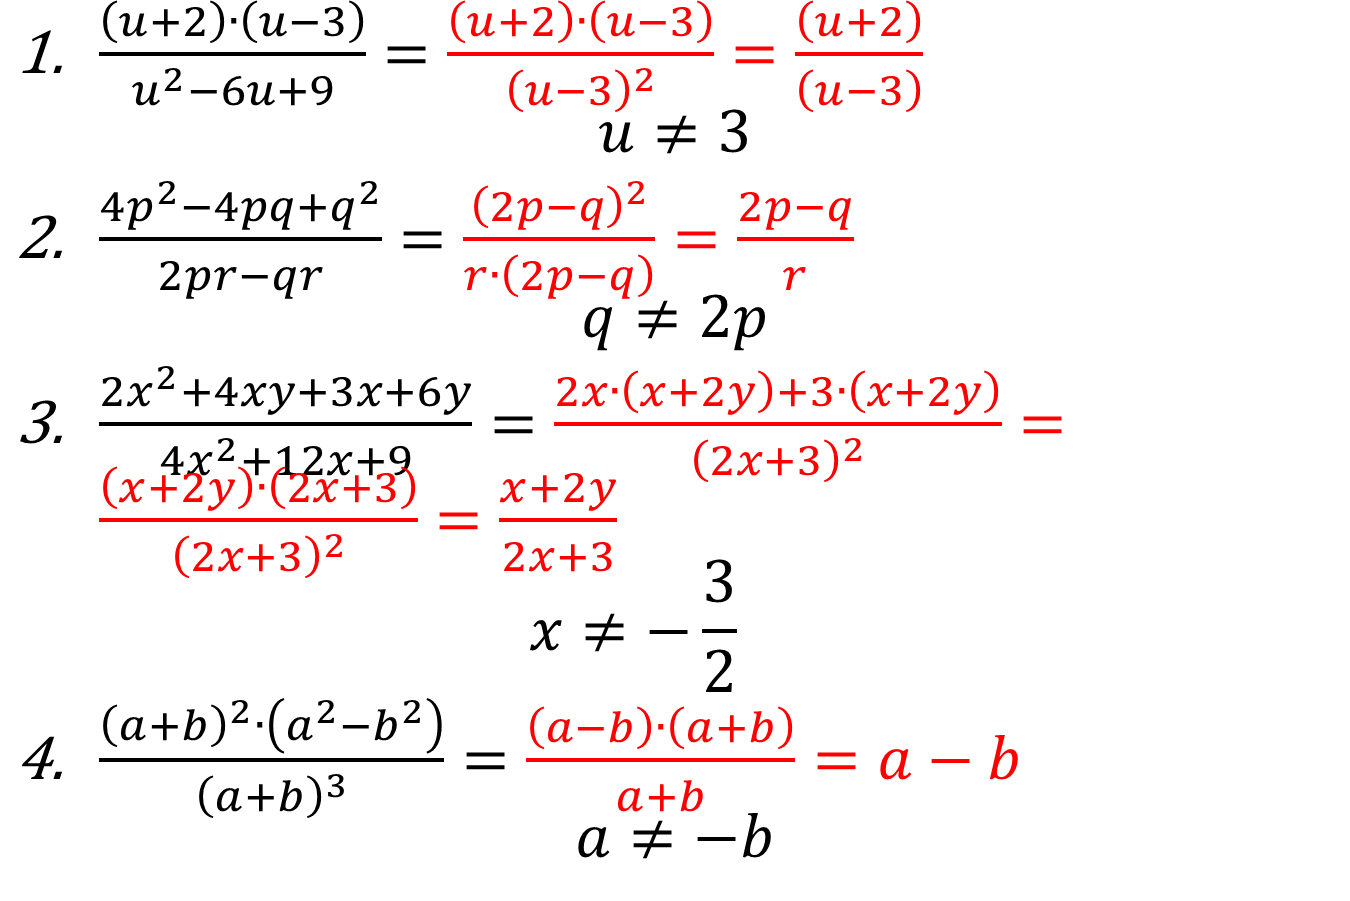 1. (u+2)·(u−3)/u²−6u+9 = (u+2)·(u−3)/(u−3)² = (u+2)/(u−3)
u ≠ 3
2. 4p²−4pq+q²/2pr−qr = (2p−q)²/r·(2p−q) = 2p−q/r
q ≠ 2p
3. 2x²+4xy+3x+6y/4x²+12x+9 = 2x·(x+2y)+3·(x+2y)/(2x+3)² =
(x+2y)·(2x+3)/(2x+3)² = x+2y/2x+3
x ≠ −3/2
4. (a+b)²·(a²−b²)/(a+b)³ = (a−b)·(a+b)/a+b = a − b
a ≠ −b